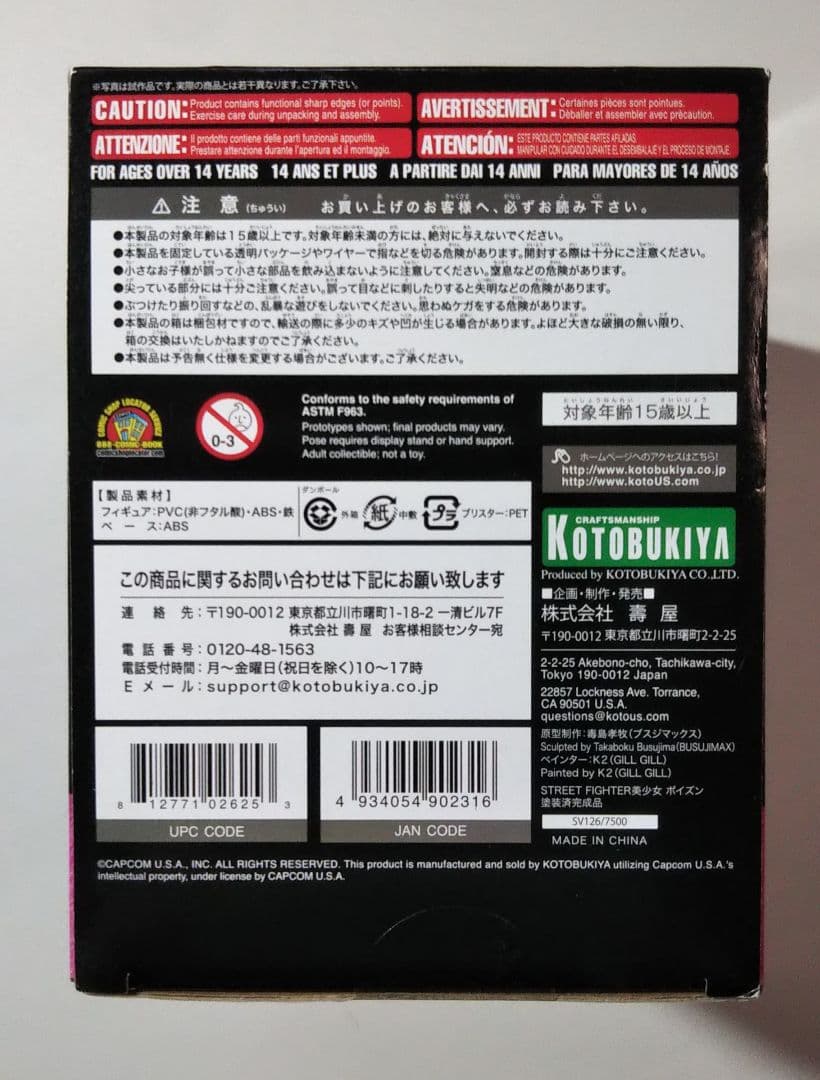 ※写真は試作品です。実際の商品とは若干異なります。ご了承下さい。
CAUTION: Product contains functional sharp edges (or points).
Exercise care during unpacking and assembly.
AVERTISSEMENT: Certaines pièces sont pointues.
Déballer et assembler avec précaution.
ATTENZIONE: Il prodotto contiene delle parti funzionali appuntite.
Prestare attenzione durante l'apertura ed il montaggio.
ATENCIÓN: ESTE PRODUCTO CONTIENE PARTES AFILADAS.
MANIPULAR CON CUIDADO DURANTE EL DESEMBALAJE Y EL PROCESO DE MONTAJE.
FOR AGES OVER 14 YEARS 14 ANS ET PLUS A PARTIRE DAI 14 ANNI PARA MAYORES DE 14 AÑOS
⚠ 注 意 (ちゅうい) お買い上げのお客様へ、必ずお読み下さい。
●本製品の対象年齢は15歳以上です。対象年齢未満の方には、絶対に与えないでください。
●本製品を固定している透明パッケージやワイヤーで指などを切る危険があります。開封する際は十分にご注意ください。
●小さなお子様が誤って小さな部品を飲み込まないように注意してください。窒息などの危険があります。
●尖っている部分には十分ご注意ください。誤って目などに刺したりすると失明などの危険があります。
●ぶつけたり振り回すなどの、乱暴な遊びをしないでください。思わぬケガをする危険があります。
●本製品の箱は梱包材ですので、輸送の際に多少のキズや凹が生じる場合があります。よほど大きな破損の無い限り、
箱の交換はいたしかねますのでご了承ください。
●本製品は予告無く仕様を変更する場合がございます。ご了承ください。
COMIC SHOP LOCATOR SERVICE
888-COMIC-BOOK
comicshoplocator.com
0-3
Conforms to the safety requirements of
ASTM F963.
Prototypes shown; final products may vary.
Pose requires display stand or hand support.
Adult collectible; not a toy.
対象年齢15歳以上
ホームページへのアクセスはこちら!
http://www.kotobukiya.co.jp
http://www.kotoUS.com
【製品素材】
フィギュア:PVC(非フタル酸)・ABS・鉄
ベース:ABS
ダンボール
外箱 紙 中敷 プラ ブリスター:PET
CRAFTSMANSHIP
KOTOBUKIYA
Produced by KOTOBUKIYA CO.,LTD.
■企画・制作・発売■
株式会社 壽 屋
〒190-0012 東京都立川市曙町2-2-25
2-2-25 Akebono-cho, Tachikawa-city,
Tokyo 190-0012 Japan
22857 Lockness Ave. Torrance,
CA 90501 U.S.A.
questions@kotous.com
原型制作:毒島孝牧(ブスジマックス)
Sculpted by Takaboku Busujima(BUSUJIMAX)
ペインター:K2(GILL GILL)
Painted by K2(GILL GILL)
STREET FIGHTER美少女 ポイズン
塗装済完成品
SV126/7500
MADE IN CHINA
この商品に関するお問い合わせは下記にお願い致します
連絡先:〒190-0012 東京都立川市曙町1-18-2 一清ビル7F
株式会社 壽 屋 お客様相談センター宛
電話番号:0120-48-1563
電話受付時間:月〜金曜日(祝日を除く)10〜17時
Eメール:support@kotobukiya.co.jp
8 12771 02625 3
UPC CODE
4 934054 902316
JAN CODE
©CAPCOM U.S.A., INC. ALL RIGHTS RESERVED. This product is manufactured and sold by KOTOBUKIYA utilizing Capcom U.S.A.'s
intellectual property, under license by CAPCOM U.S.A.